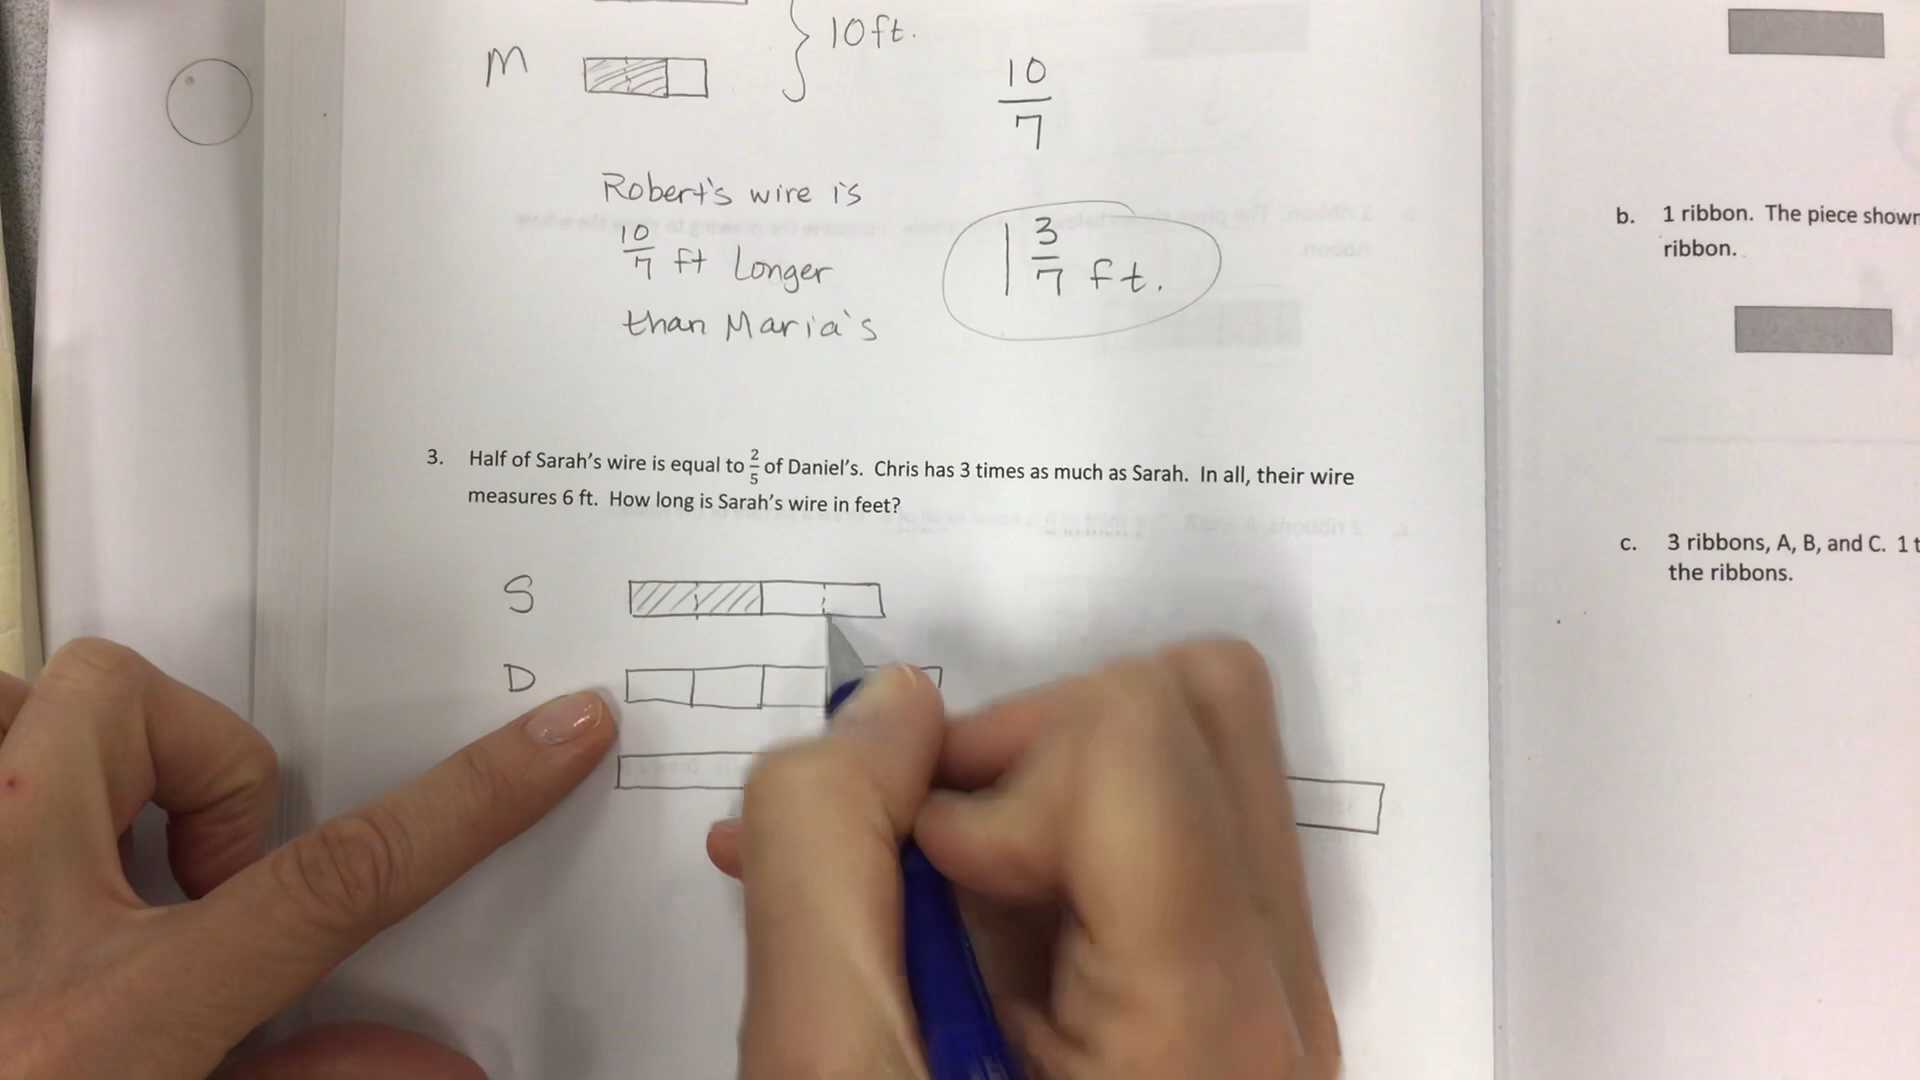 10ft.
M
10
7
Robert's wire is
10
7 ft Longer
than Maria's
1 3/7 ft.
3. Half of Sarah's wire is equal to 2/5 of Daniel's. Chris has 3 times as much as Sarah. In all, their wire
measures 6 ft. How long is Sarah's wire in feet?
S
D
b. 1 ribbon. The piece shown
ribbon.
c. 3 ribbons, A, B, and C. 1 t
the ribbons.